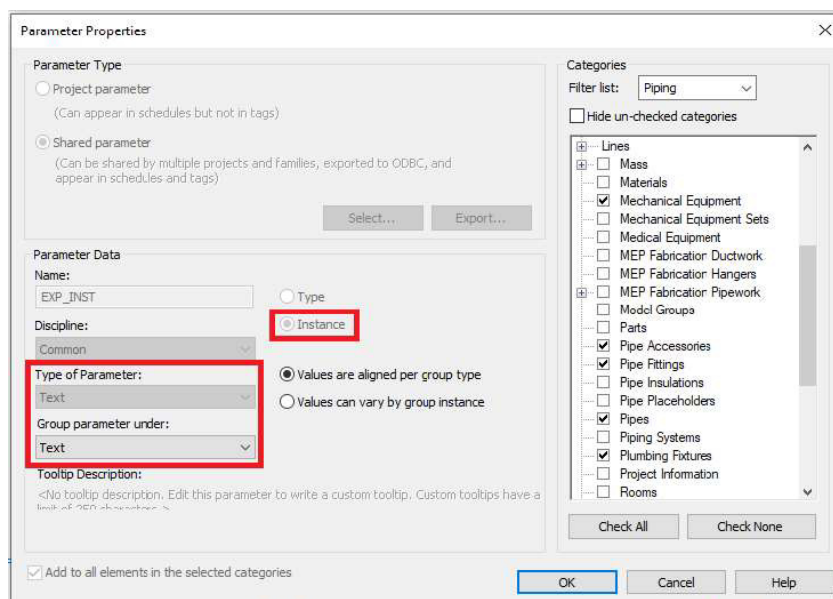 Parameter Properties
Parameter Type
Project parameter
(Can appear in schedules but not in tags)
Shared parameter
(Can be shared by multiple projects and families, exported to ODBC, and
appear in schedules and tags)
Select...
Export...
Parameter Data
Name:
EXP_INST
Type
Discipline:
Instance
Common
Type of Parameter:
Values are aligned per group type
Text
Values can vary by group instance
Group parameter under:
Text
Tooltip Description:
<No tooltip description. Edit this parameter to write a custom tooltip. Custom tooltips have a
limit of 250 characters.>
Add to all elements in the selected categories
Categories
Filter list:
Piping
Hide un-checked categories
Lines
Mass
Materials
Mechanical Equipment
Mechanical Equipment Sets
Medical Equipment
MEP Fabrication Ductwork
MEP Fabrication Hangers
MEP Fabrication Pipework
Model Groups
Parts
Pipe Accessories
Pipe Fittings
Pipe Insulations
Pipe Placeholders
Pipes
Piping Systems
Plumbing Fixtures
Project Information
Rooms
Check All
Check None
OK
Cancel
Help